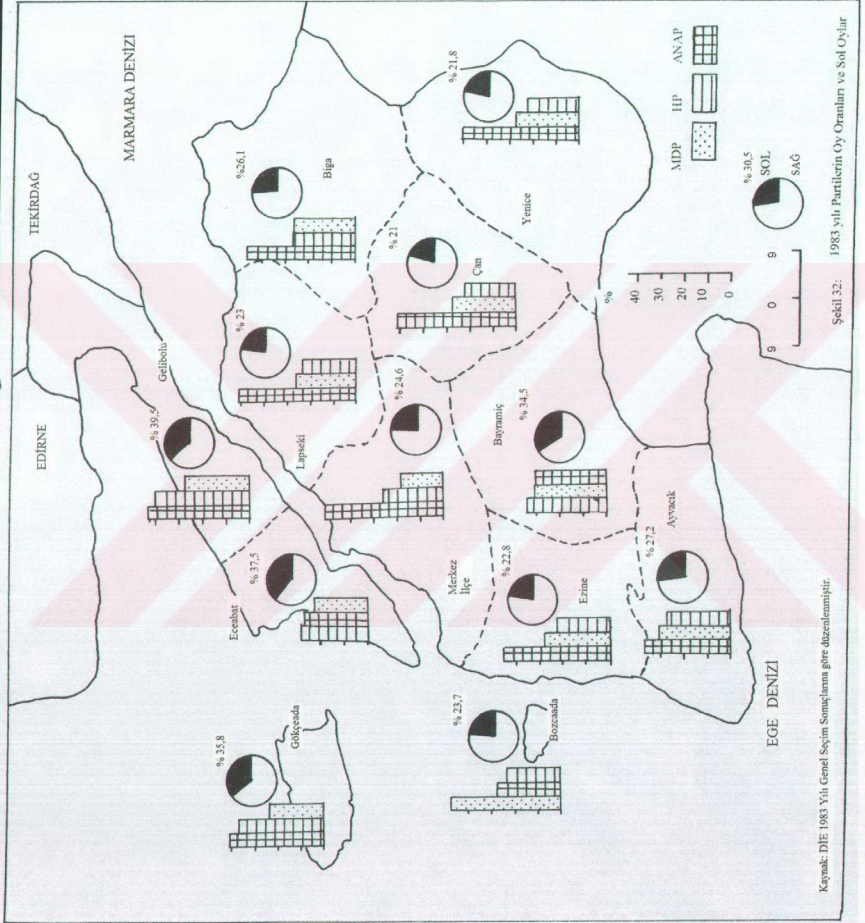 EDİRNE
TEKİRDAĞ
MARMARA DENİZİ
Gelibolu
% 39,5
Eceabat
% 37,5
Gökçeada
% 35,8
Lapseki
% 23
Biga
%26,1
% 21,8
Yenice
Çan
% 21
% 24,6
Merkez
İlçe
Bayramiç
% 34,5
Ezine
% 22,8
Ayvacık
% 27,2
Bozcaada
% 23,7
EGE DENİZİ
MDP
HP
ANAP
%
40
30
20
10
0
% 30,5
SOL
SAĞ
9 0 9
Şekil 32: 1983 yılı Partilerin Oy Oranları ve Sol Oylar
Kaynak: DİE 1983 Yılı Genel Seçim Sonuçlarına göre düzenlenmiştir.